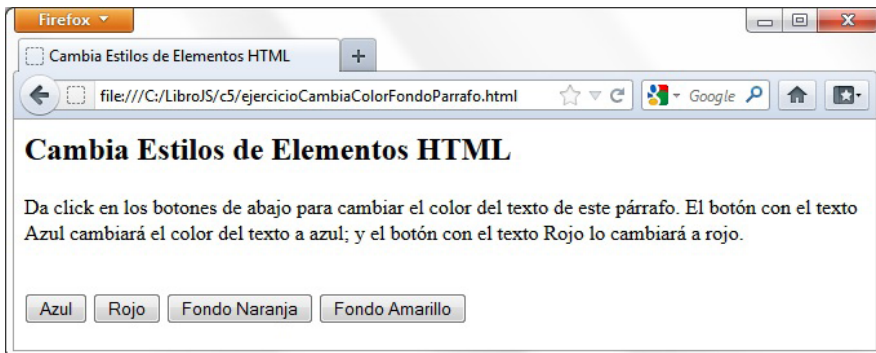 Firefox
Cambia Estilos de Elementos HTML
file:///C:/LibroJS/c5/ejercicioCambiaColorFondoParrafo.html
Google
Cambia Estilos de Elementos HTML
Da click en los botones de abajo para cambiar el color del texto de este párrafo. El botón con el texto
Azul cambiará el color del texto a azul; y el botón con el texto Rojo lo cambiará a rojo.
Azul Rojo Fondo Naranja Fondo Amarillo